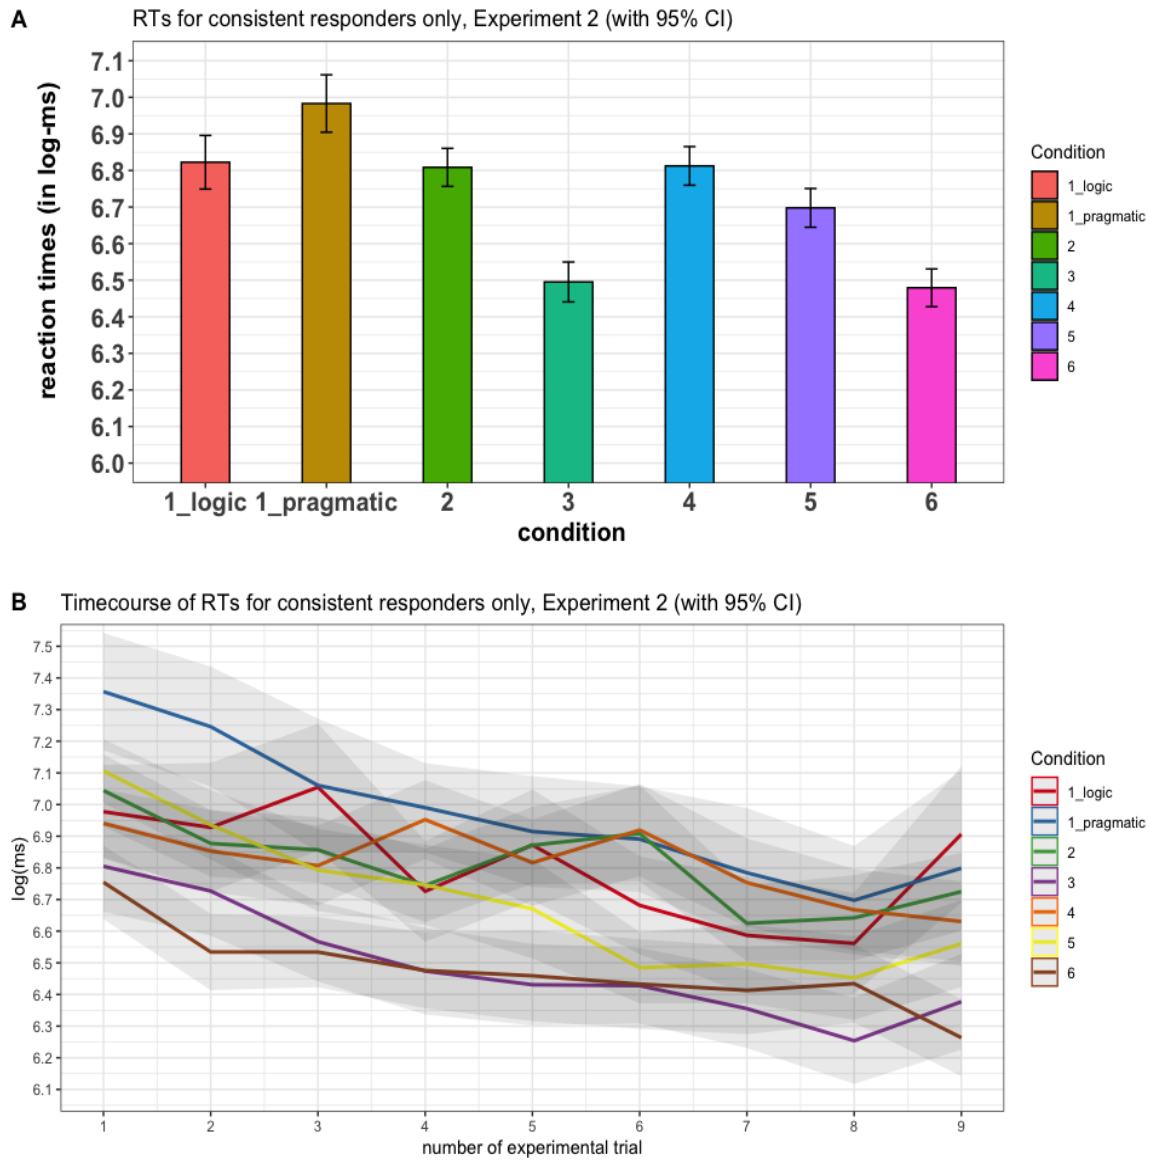 A
RTs for consistent responders only, Experiment 2 (with 95% CI)
reaction times (in log-ms)
7.1
7.0
6.9
6.8
6.7
6.6
6.5
6.4
6.3
6.2
6.1
6.0
1_logic 1_pragmatic 2 3 4 5 6
condition
Condition
1_logic
1_pragmatic
2
3
4
5
6
B
Timecourse of RTs for consistent responders only, Experiment 2 (with 95% CI)
log(ms)
7.5
7.4
7.3
7.2
7.1
7.0
6.9
6.8
6.7
6.6
6.5
6.4
6.3
6.2
6.1
1 2 3 4 5 6 7 8 9
number of experimental trial
Condition
1_logic
1_pragmatic
2
3
4
5
6